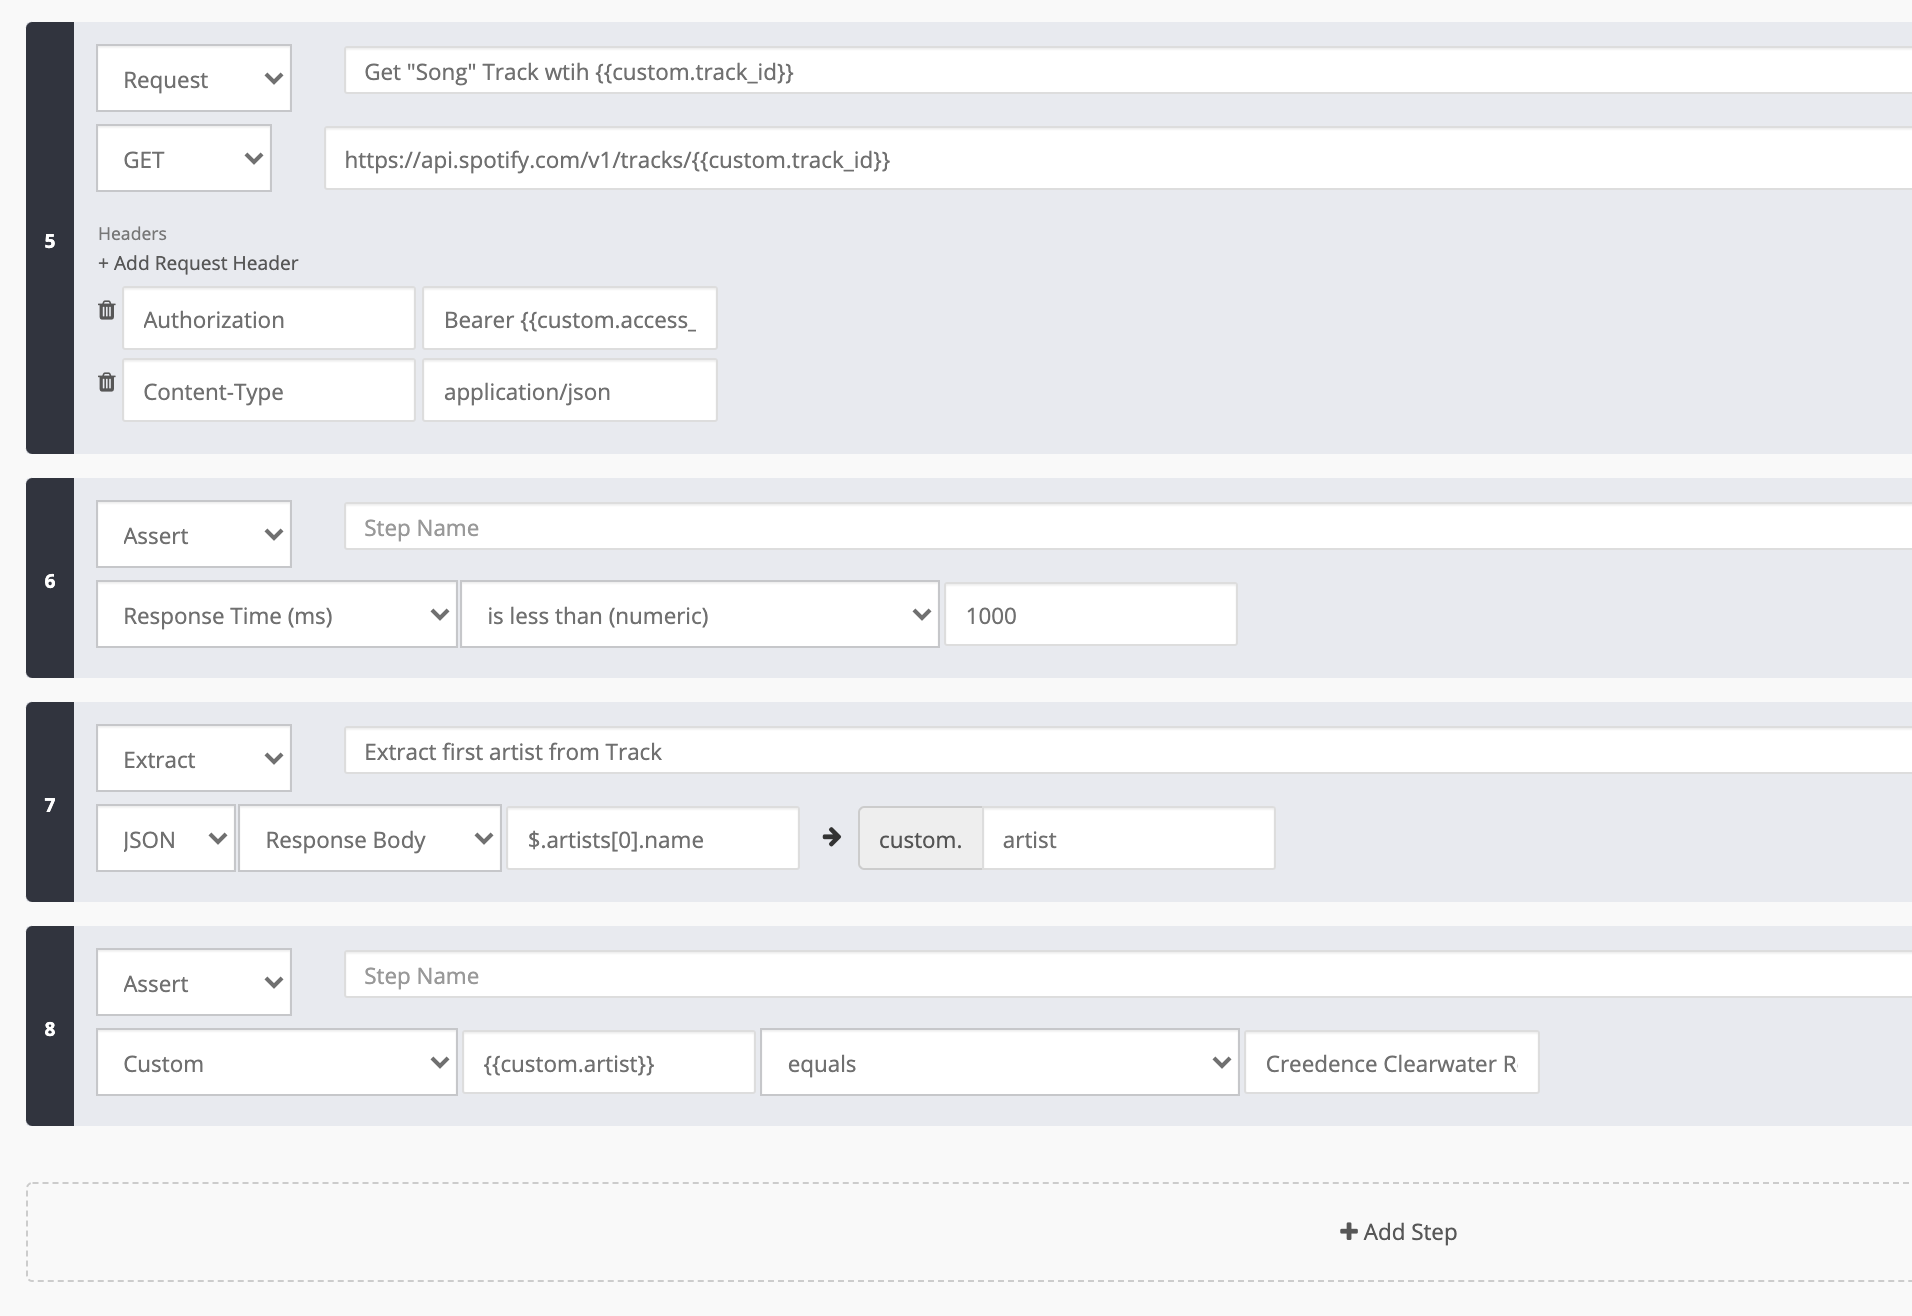 Request
Get "Song" Track wtih {{custom.track_id}}
GET
https://api.spotify.com/v1/tracks/{{custom.track_id}}
5
Headers
+ Add Request Header
Authorization
Bearer {{custom.access_
Content-Type
application/json
Assert
Step Name
6
Response Time (ms)
is less than (numeric)
1000
Extract
Extract first artist from Track
7
JSON
Response Body
$.artists[0].name
custom.
artist
Assert
Step Name
8
Custom
{{custom.artist}}
equals
Creedence Clearwater R
Add Step